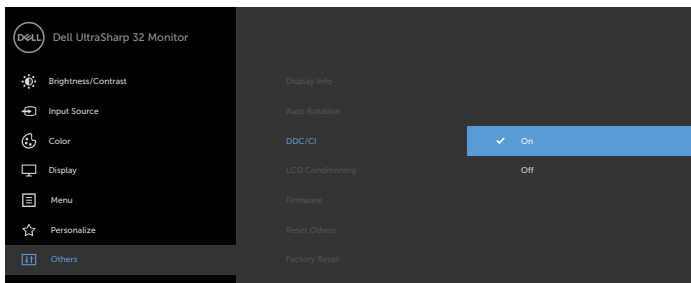 DELL Dell UltraSharp 32 Monitor
Brightness/Contrast
Input Source
Color
Display
Menu
Personalize
Others
Display Info
Auto Rotation
DDC/CI
LCD Conditioning
Firmware
Reset Others
Factory Reset
On
Off